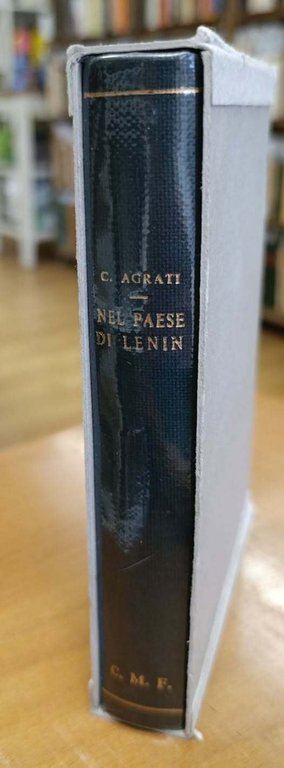 C. AGRATI
NEL PAESE
DI LENIN
C. M. F.